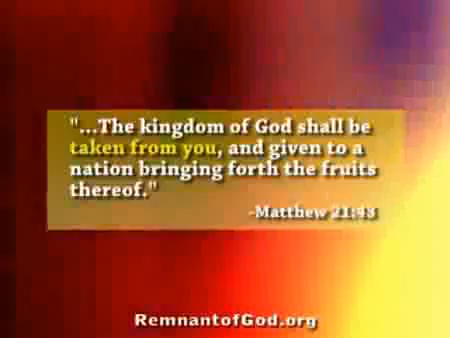 "...The kingdom of God shall be
taken from you, and given to a
nation bringing forth the fruits
thereof."
-Matthew 21:43
RemnantofGod.org